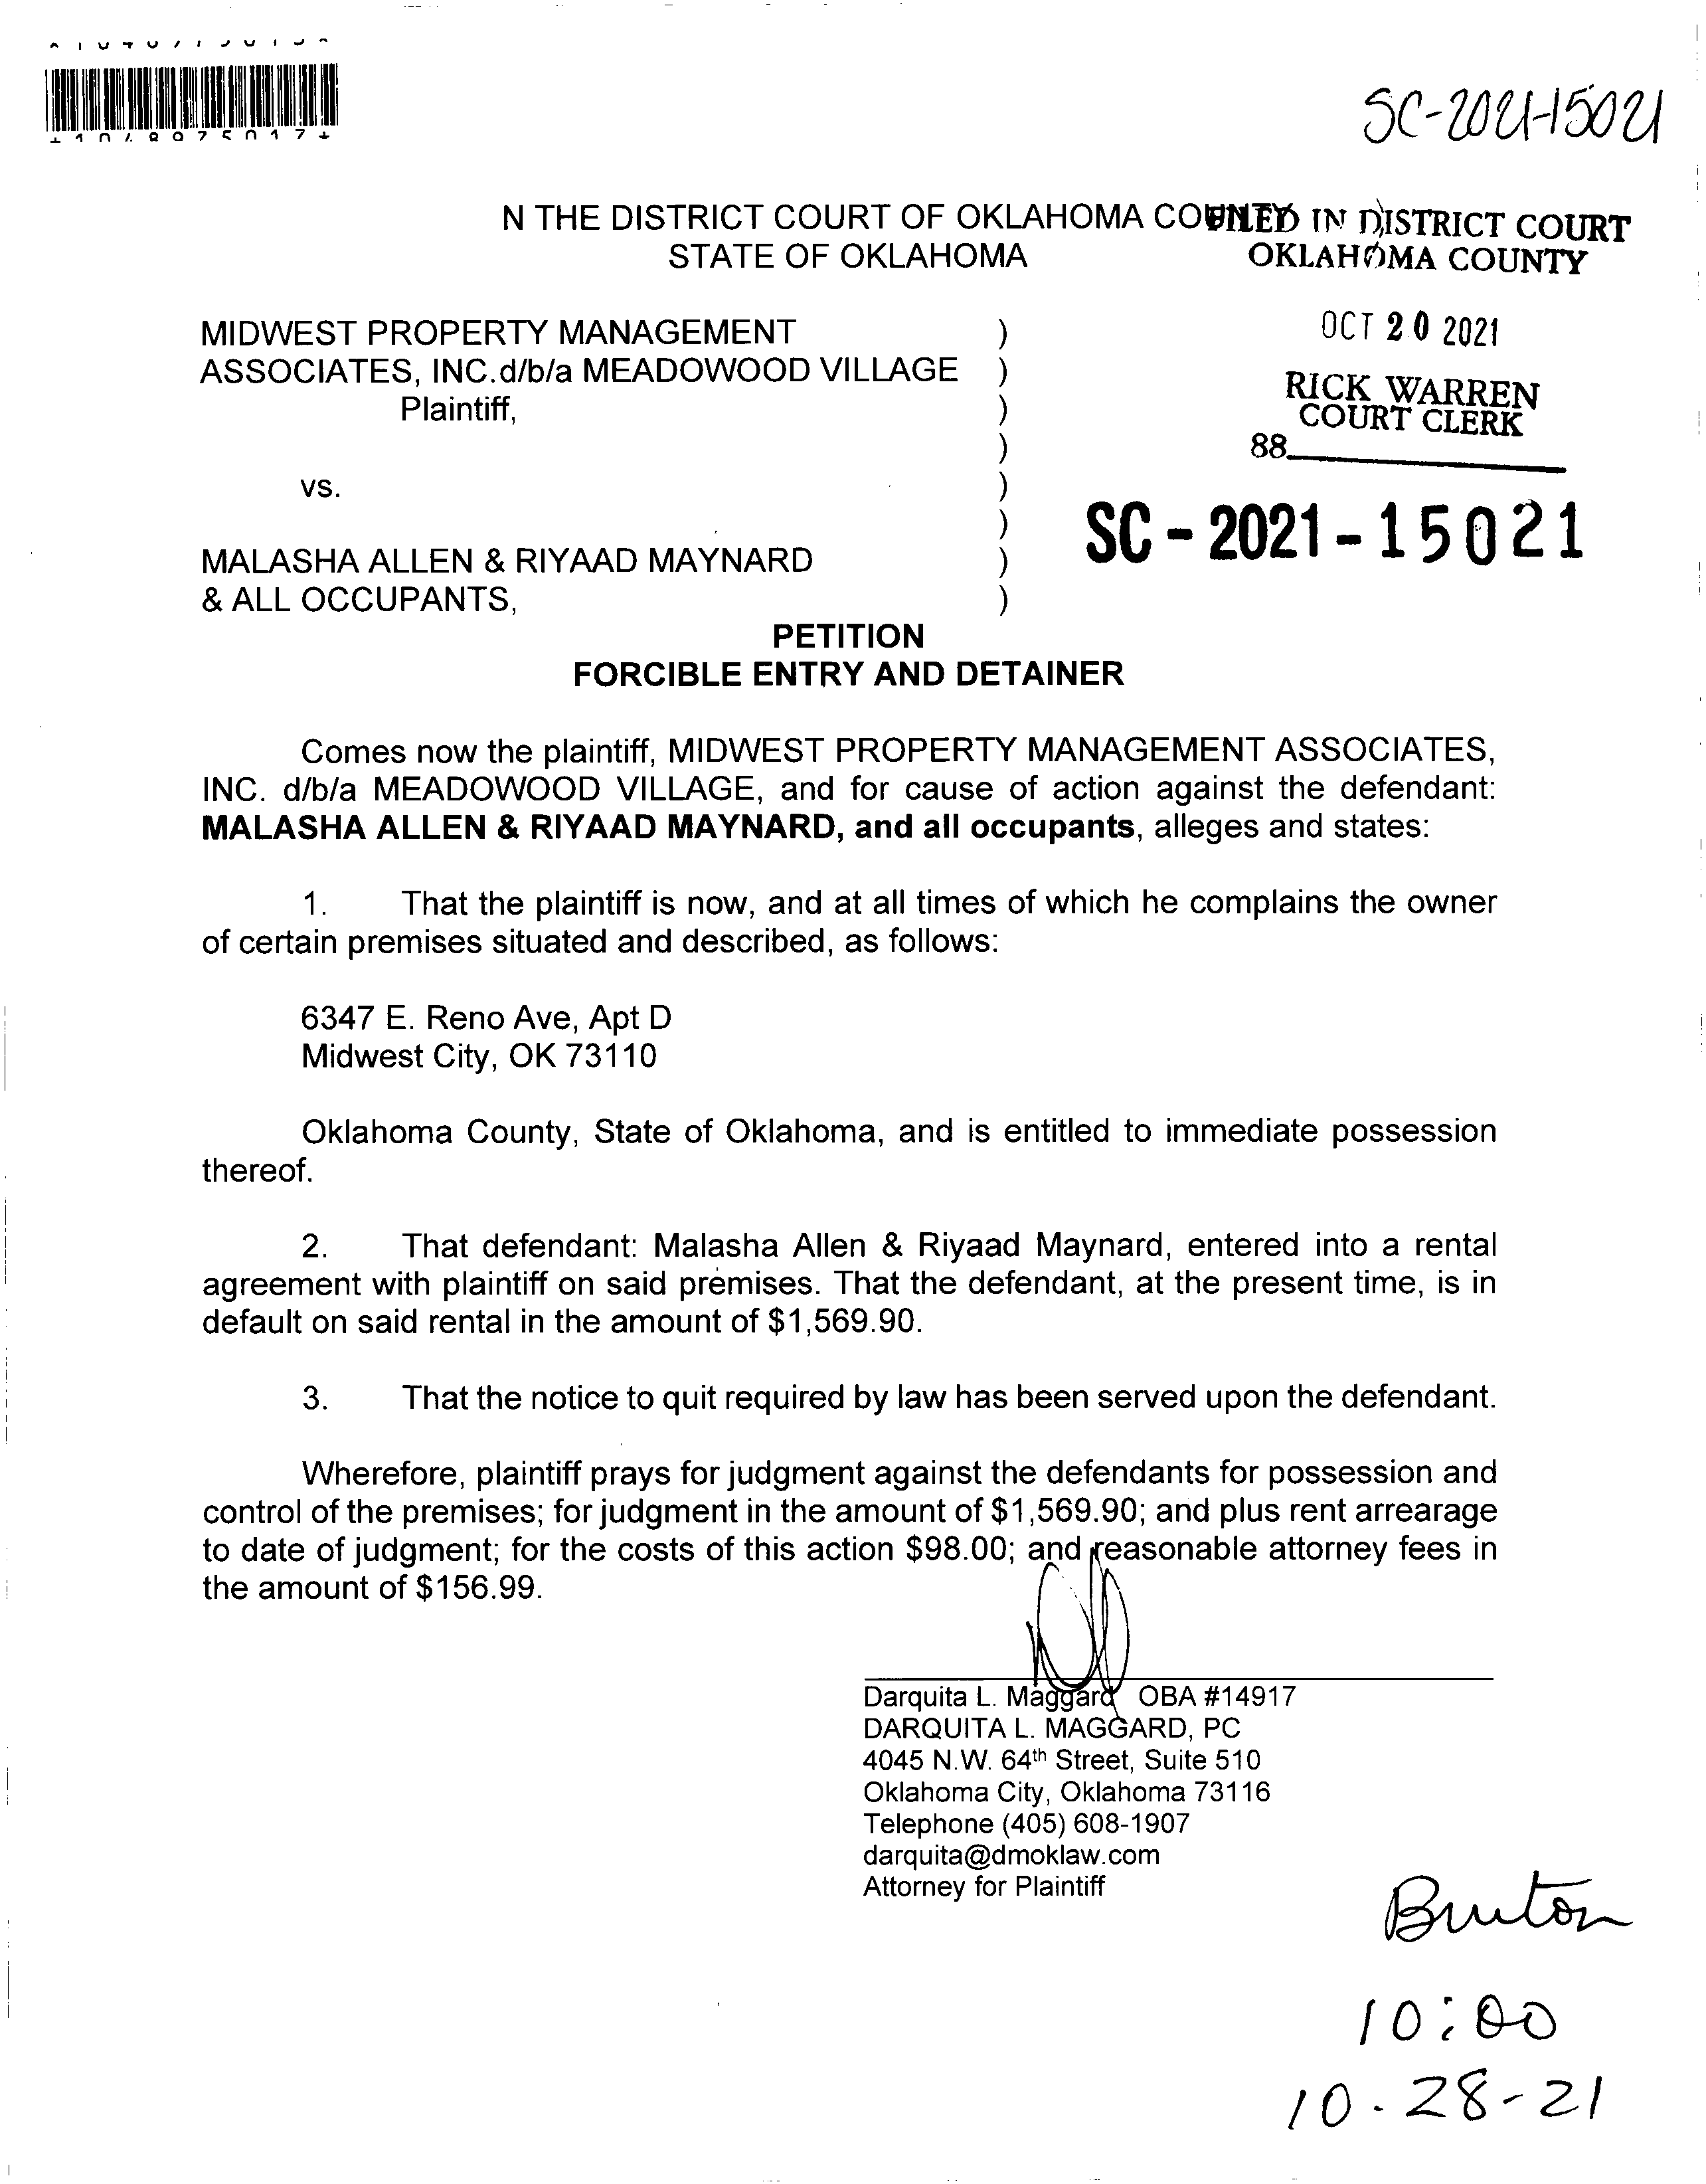 SC-2021-15021
N THE DISTRICT COURT OF OKLAHOMA COUNTY
STATE OF OKLAHOMA
FILED IN DISTRICT COURT
OKLAHOMA COUNTY
OCT 20 2021
RICK WARREN
COURT CLERK
88
SC-2021-15021
MIDWEST PROPERTY MANAGEMENT )
ASSOCIATES, INC.d/b/a MEADOWOOD VILLAGE )
Plaintiff, )
)
vs. )
)
MALASHA ALLEN & RIYAAD MAYNARD )
& ALL OCCUPANTS, )
PETITION
FORCIBLE ENTRY AND DETAINER
Comes now the plaintiff, MIDWEST PROPERTY MANAGEMENT ASSOCIATES,
INC. d/b/a MEADOWOOD VILLAGE, and for cause of action against the defendant:
MALASHA ALLEN & RIYAAD MAYNARD, and all occupants, alleges and states:
1. That the plaintiff is now, and at all times of which he complains the owner
of certain premises situated and described, as follows:
6347 E. Reno Ave, Apt D
Midwest City, OK 73110
Oklahoma County, State of Oklahoma, and is entitled to immediate possession
thereof.
2. That defendant: Malasha Allen & Riyaad Maynard, entered into a rental
agreement with plaintiff on said premises. That the defendant, at the present time, is in
default on said rental in the amount of $1,569.90.
3. That the notice to quit required by law has been served upon the defendant.
Wherefore, plaintiff prays for judgment against the defendants for possession and
control of the premises; for judgment in the amount of $1,569.90; and plus rent arrearage
to date of judgment; for the costs of this action $98.00; and reasonable attorney fees in
the amount of $156.99.
Darquita L. Maggard OBA #14917
DARQUITA L. MAGGARD, PC
4045 N.W. 64th Street, Suite 510
Oklahoma City, Oklahoma 73116
Telephone (405) 608-1907
darquita@dmoklaw.com
Attorney for Plaintiff
10:00
10-28-21